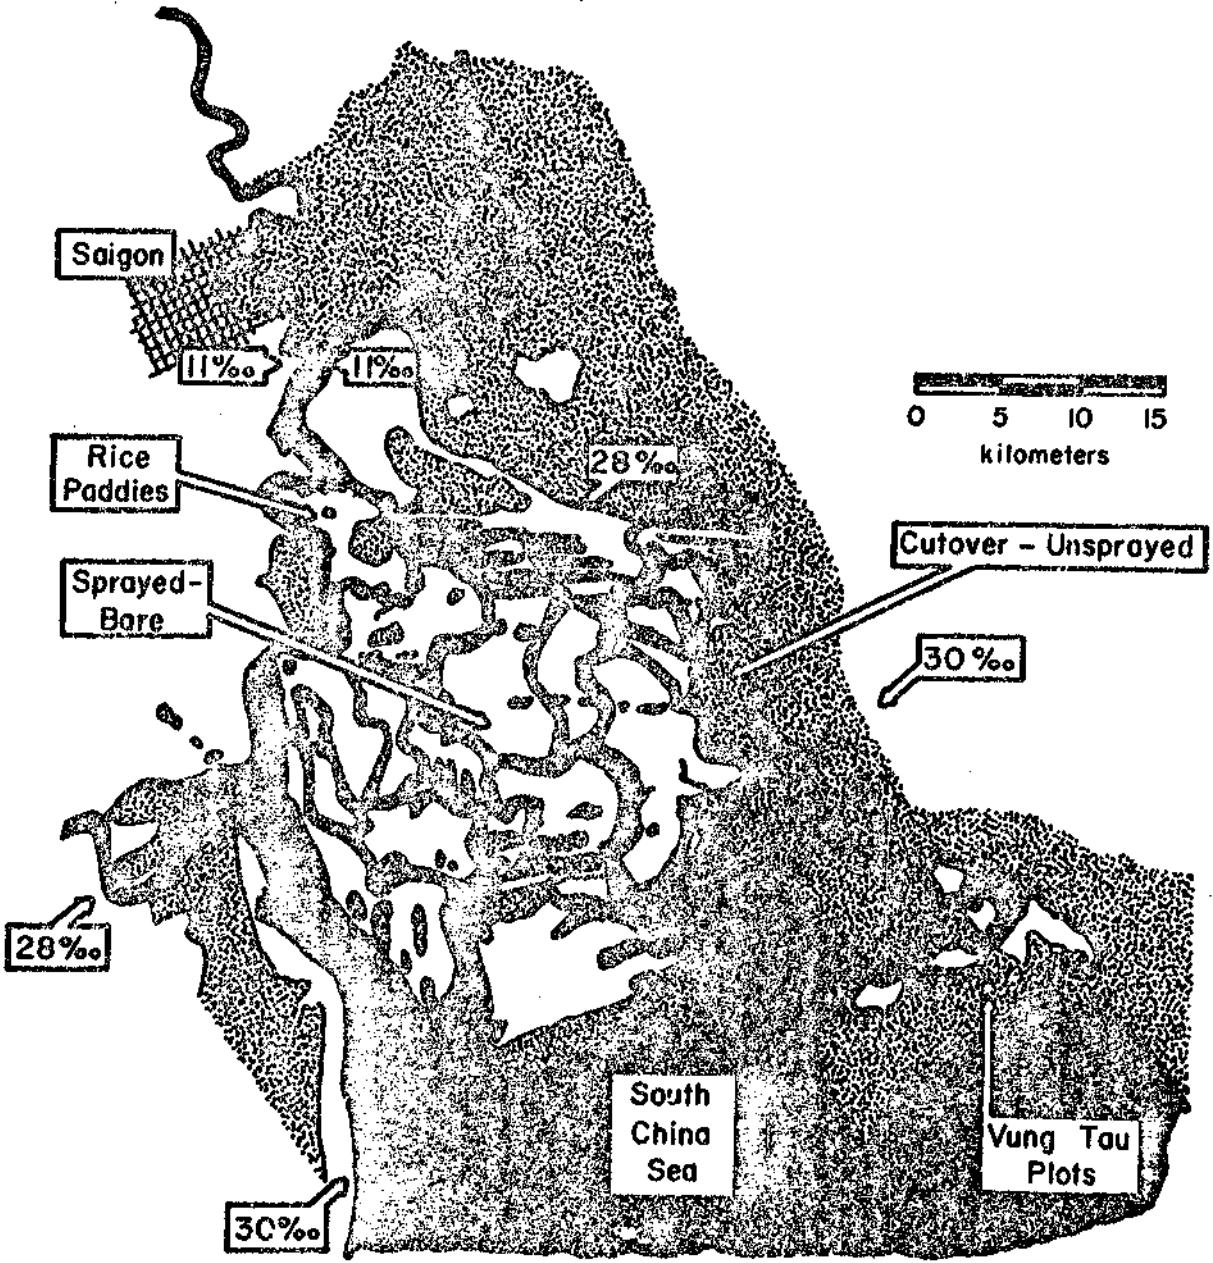 Saigon
11‰
11‰
0 5 10 15
kilometers
28‰
Rice
Paddies
Cutover - Unsprayed
Sprayed-
Bare
30‰
28‰
South
China
Sea
Vung Tau
Plots
30‰